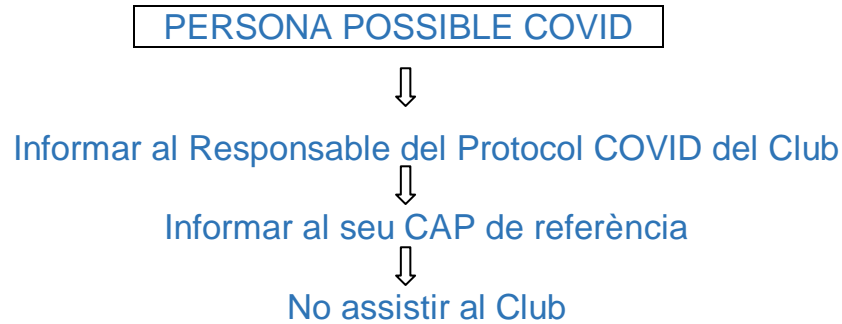 PERSONA POSSIBLE COVID
Informar al Responsable del Protocol COVID del Club
Informar al seu CAP de referència
No assistir al Club